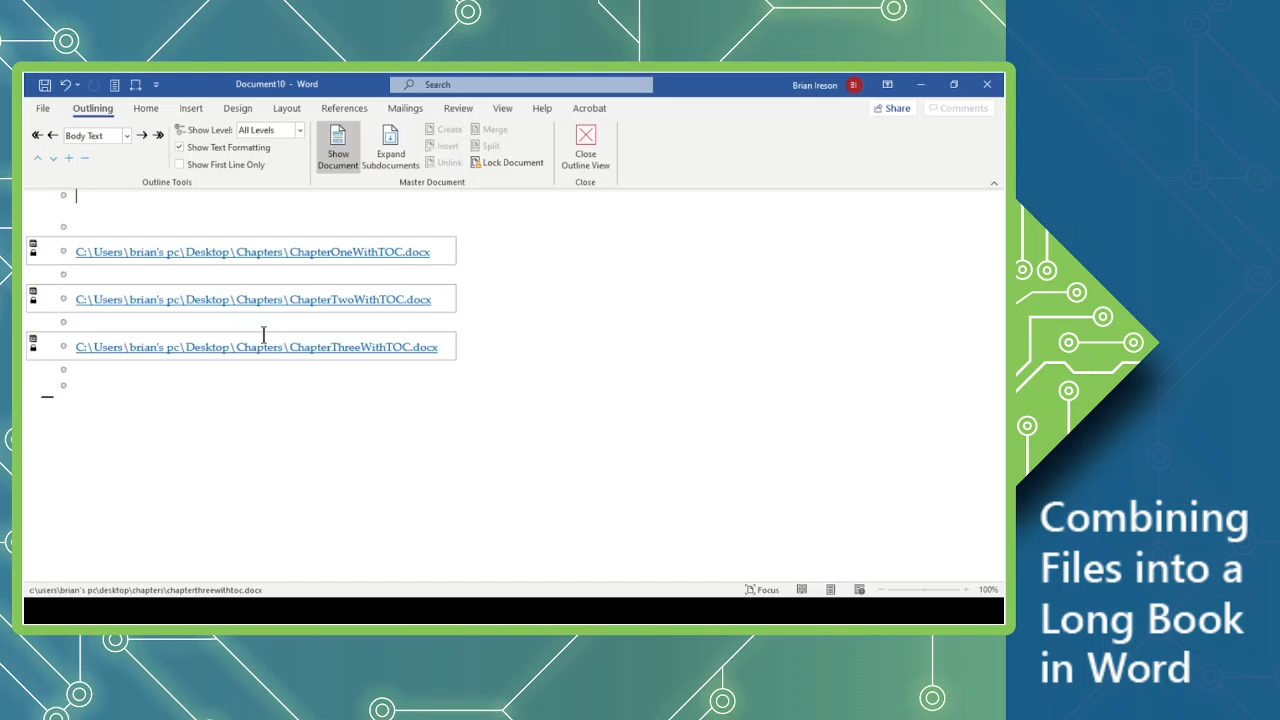 Document10 - Word
Search
Brian Ireson
BI
File Outlining Home Insert Design Layout References Mailings Review View Help Acrobat
Share
Comments
Body Text
Show Level: All Levels
Show Text Formatting
Show First Line Only
Outline Tools
Show Document
Expand Subdocuments
Create
Insert
Unlink
Merge
Split
Lock Document
Master Document
Close Outline View
Close
C:\Users\brian's pc\Desktop\Chapters\ChapterOneWithTOC.docx
C:\Users\brian's pc\Desktop\Chapters\ChapterTwoWithTOC.docx
C:\Users\brian's pc\Desktop\Chapters\ChapterThreeWithTOC.docx
c\users\brian's pc\desktop\chapters\chapterthreewithtoc.docx
Focus
100%
Combining
Files into a
Long Book
in Word